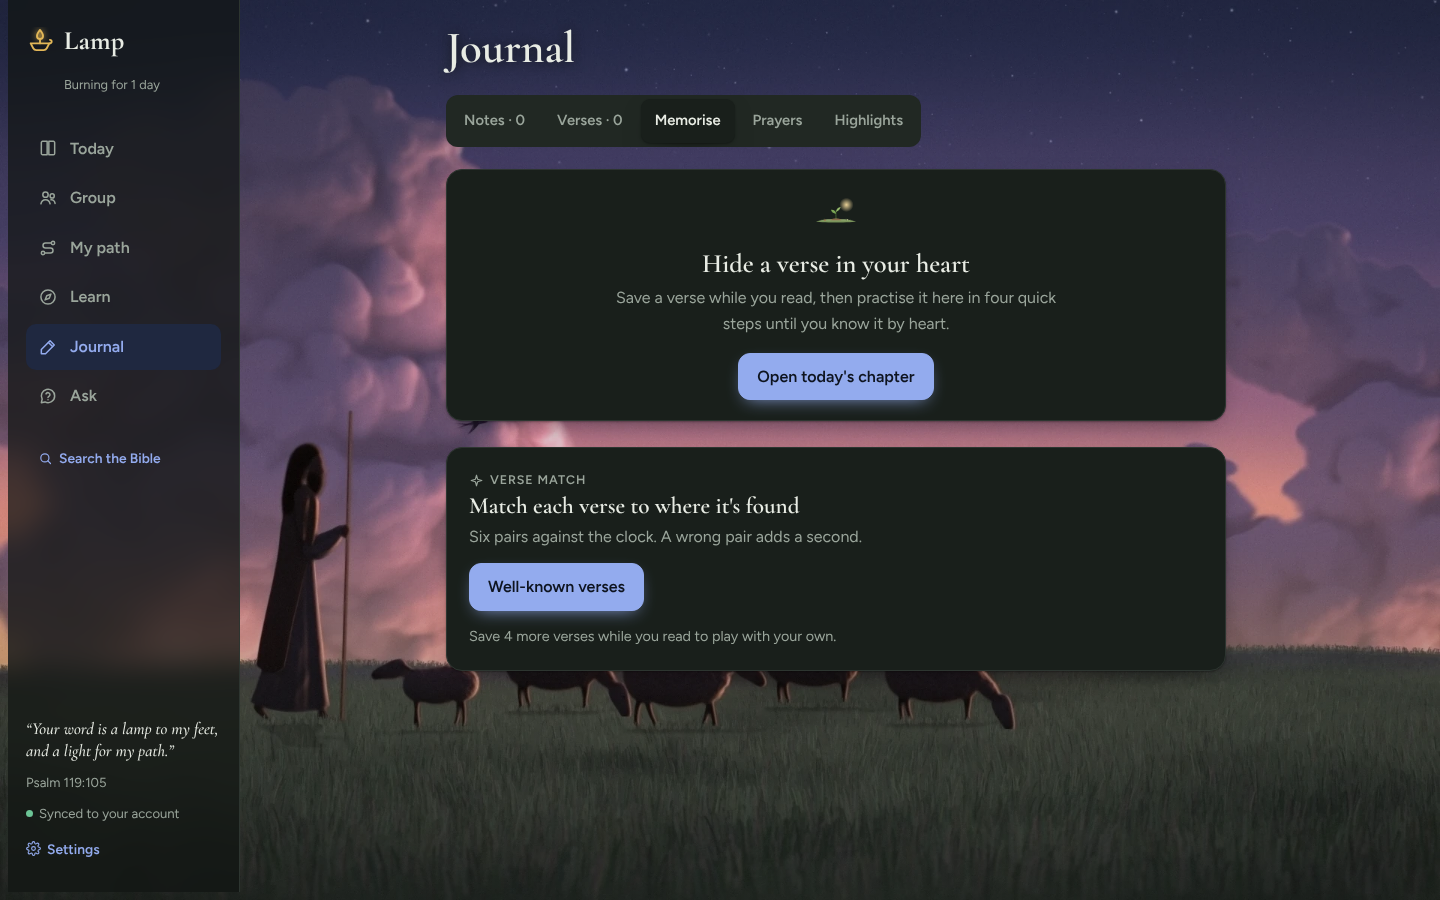 Lamp
Burning for 1 day
Today
Group
My path
Learn
Journal
Ask
Search the Bible
“Your word is a lamp to my feet,
and a light for my path.”
Psalm 119:105
Synced to your account
Settings
Journal
Notes · 0
Verses · 0
Memorise
Prayers
Highlights
Hide a verse in your heart
Save a verse while you read, then practise it here in four quick
steps until you know it by heart.
Open today's chapter
VERSE MATCH
Match each verse to where it's found
Six pairs against the clock. A wrong pair adds a second.
Well-known verses
Save 4 more verses while you read to play with your own.